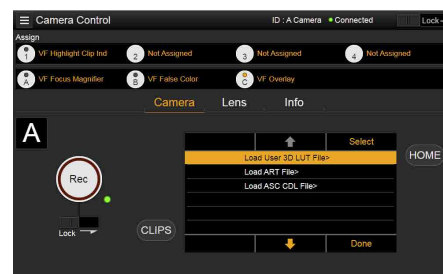 Camera Control
ID : A Camera
Connected
Lock
Assign
1 VF Highlight Clip Ind
2 Not Assigned
3 Not Assigned
4 Not Assigned
A VF Focus Magnifier
B VF False Color
C VF Overlay
Camera Lens Info
A
Select
Load User 3D LUT File>
HOME
Load ART File>
Rec
Load ASC CDL File>
Lock
CLIPS
Done